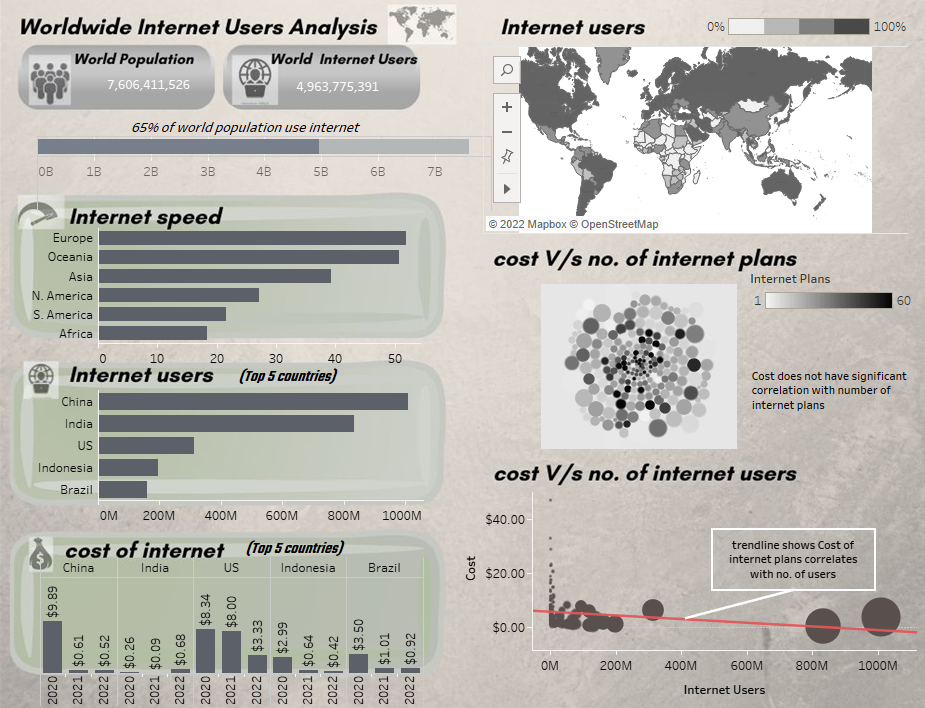 Worldwide Internet Users Analysis
World Population
7,606,411,526
World Internet Users
4,963,775,391
65% of world population use internet
0B 1B 2B 3B 4B 5B 6B 7B
Internet speed
Europe
Oceania
Asia
N. America
S. America
Africa
0 10 20 30 40 50
Internet users (Top 5 countries)
China
India
US
Indonesia
Brazil
0M 200M 400M 600M 800M 1000M
cost of internet (Top 5 countries)
China India US Indonesia Brazil
$9.89 $0.61 $0.52 $0.26 $0.09 $0.68 $8.34 $8.00 $3.33 $2.99 $0.64 $0.42 $3.50 $1.01 $0.92
2020 2021 2022 2020 2021 2022 2020 2021 2022 2020 2021 2022 2020 2021 2022
Internet users
0% 100%
© 2022 Mapbox © OpenStreetMap
cost V/s no. of internet plans
Internet Plans
1 60
Cost does not have significant
correlation with number of
internet plans
cost V/s no. of internet users
Cost
$40.00
$20.00
$0.00
trendline shows Cost of
internet plans correlates
with no. of users
0M 200M 400M 600M 800M 1000M
Internet Users